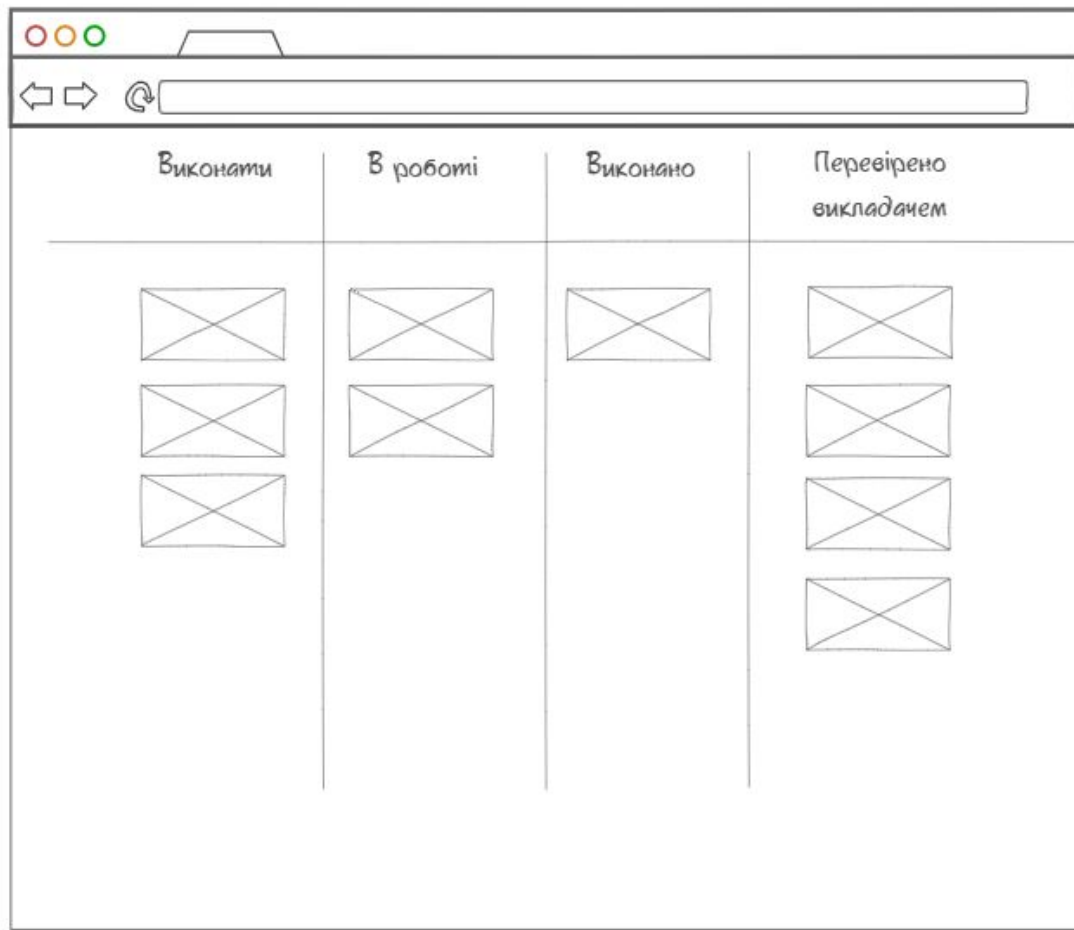 Виконати
В роботі
Виконано
Перевірено
викладачем